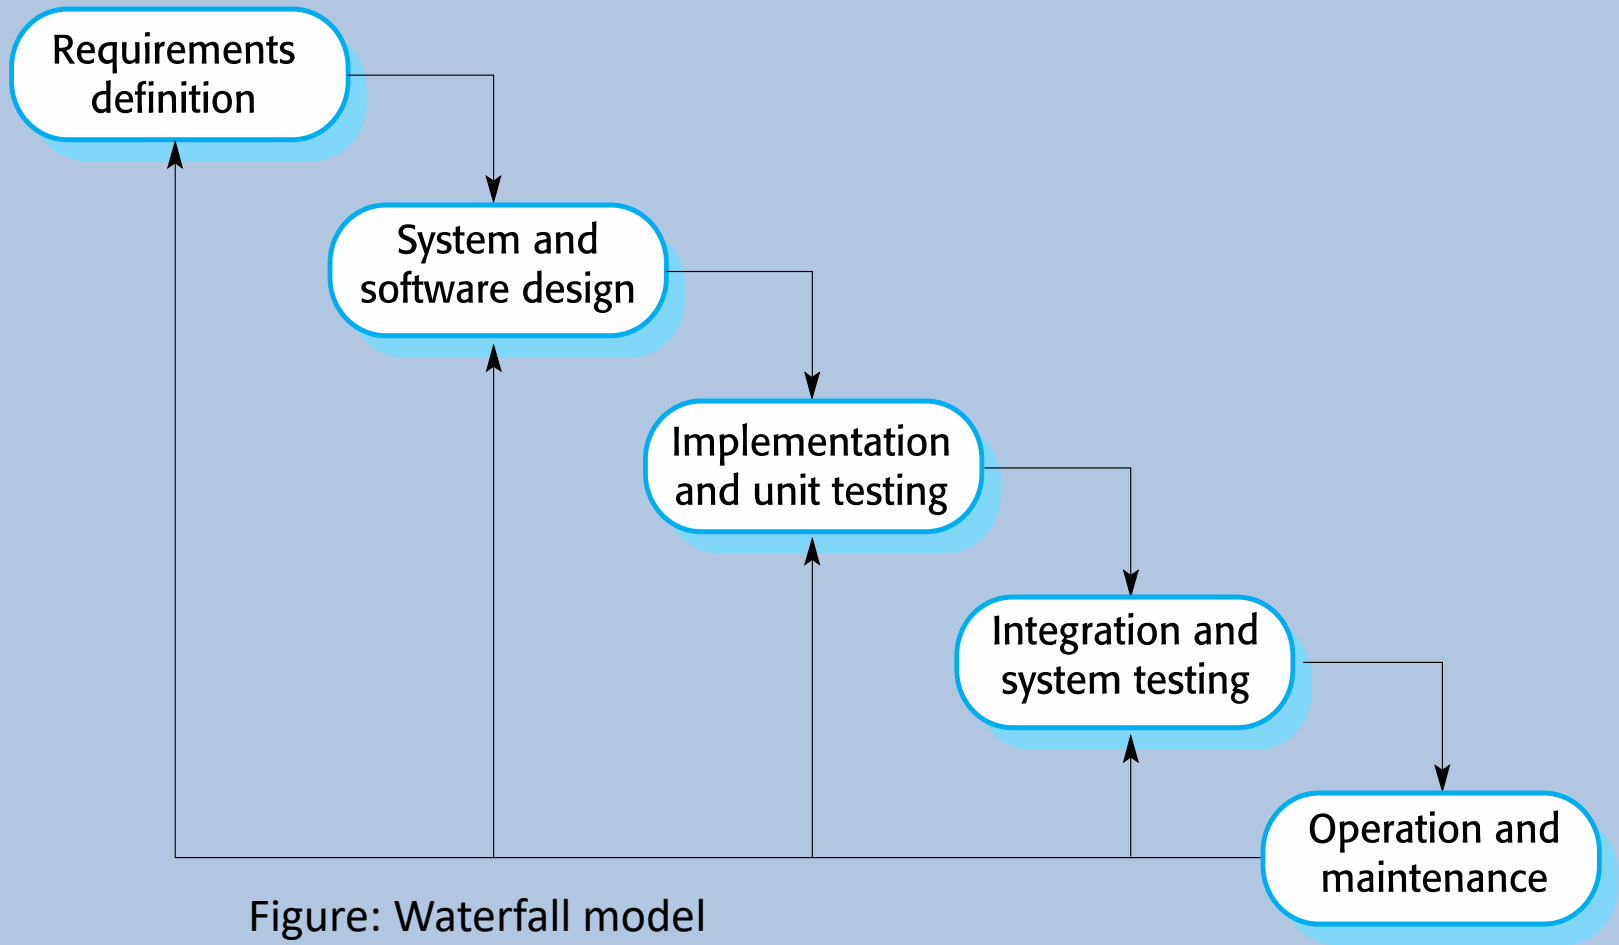 Requirements
definition
System and
software design
Implementation
and unit testing
Integration and
system testing
Operation and
maintenance
Figure: Waterfall model